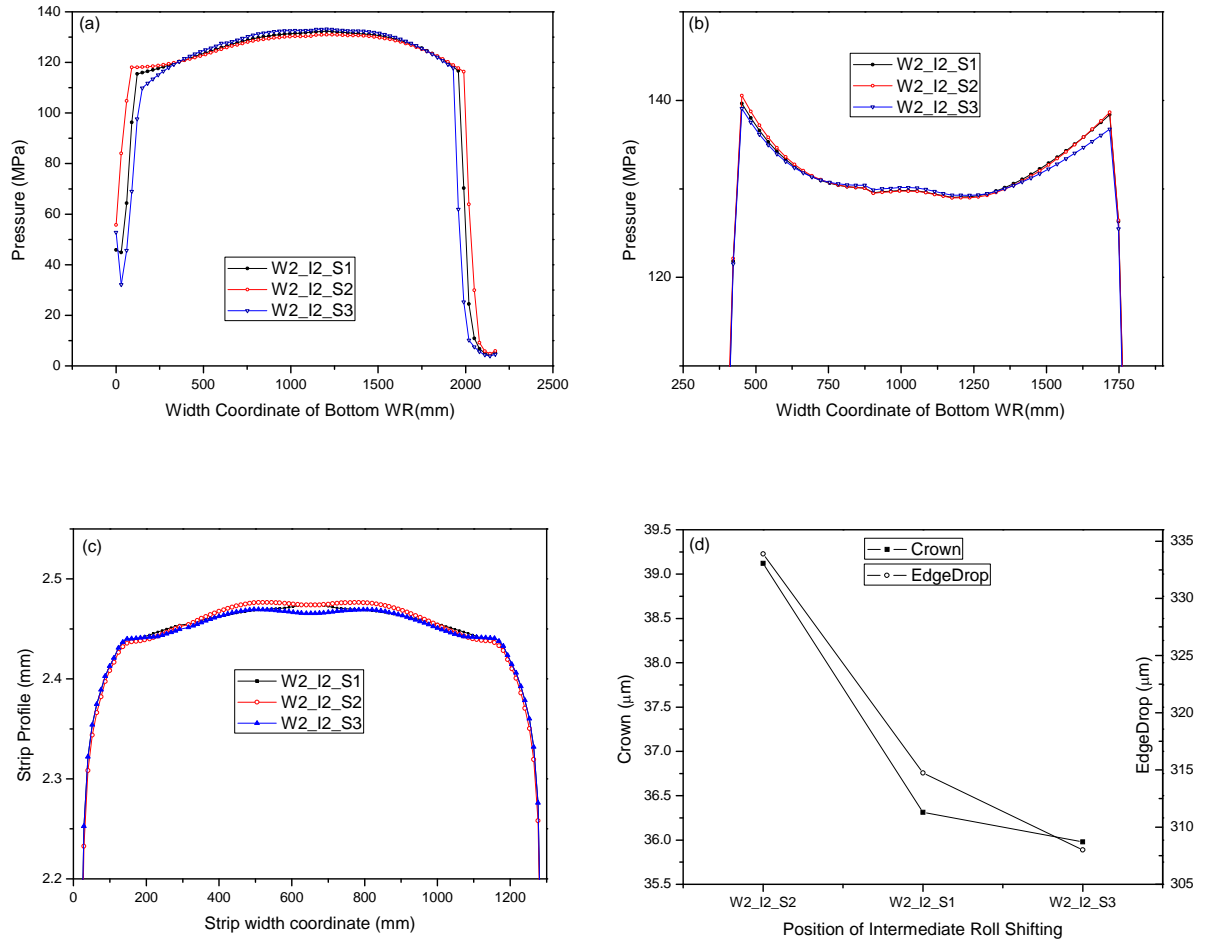 (a)
140
120
100
80
60
40
20
0
Pressure (MPa)
W2_I2_S1
W2_I2_S2
W2_I2_S3
0 500 1000 1500 2000 2500
Width Coordinate of Bottom WR(mm)
(b)
140
120
Pressure (MPa)
W2_I2_S1
W2_I2_S2
W2_I2_S3
250 500 750 1000 1250 1500 1750
Width Coordinate of Bottom WR(mm)
(c)
2.5
2.4
2.3
2.2
Strip Profile (mm)
W2_I2_S1
W2_I2_S2
W2_I2_S3
0 200 400 600 800 1000 1200
Strip width coordinate (mm)
(d)
39.5
39.0
38.5
38.0
37.5
37.0
36.5
36.0
35.5
Crown (μm)
Crown
EdgeDrop
335
330
325
320
315
310
305
EdgeDrop (μm)
W2_I2_S2 W2_I2_S1 W2_I2_S3
Position of Intermediate Roll Shifting